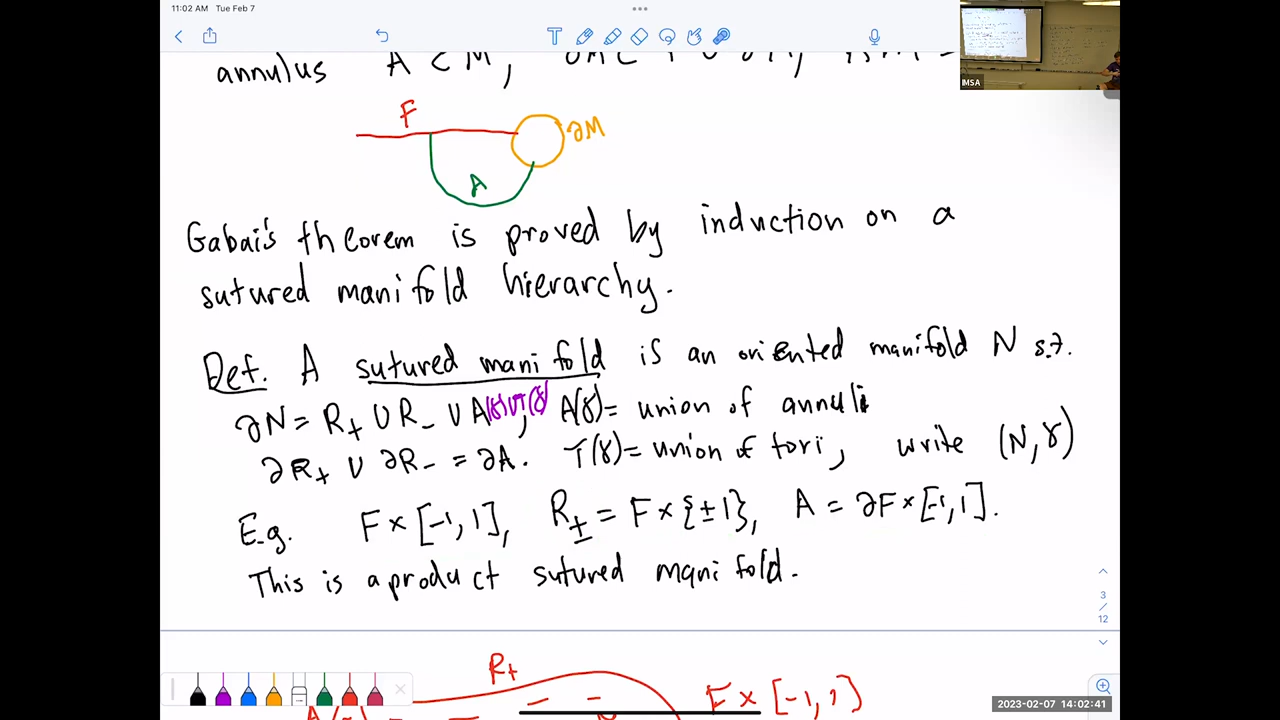 11:02 AM Tue Feb 7
annulus A ⊂ M,
F
∂M
A
Gabai's theorem is proved by induction on a
sutured manifold hierarchy.
Def. A sutured manifold is an oriented manifold N s.t.
∂N = R₊ ∪ R₋ ∪ A(γ) ∪ T(γ), A(γ) = union of annuli
∂R₊ ∪ ∂R₋ = ∂A. T(γ) = union of tori, write (N, γ)
E.g. F × [-1, 1], R± = F × {±1}, A = ∂F × [-1, 1].
This is a product sutured manifold.
R₊
F × [-1, 1]
3
/
12
IMSA
2023-02-07 14:02:41